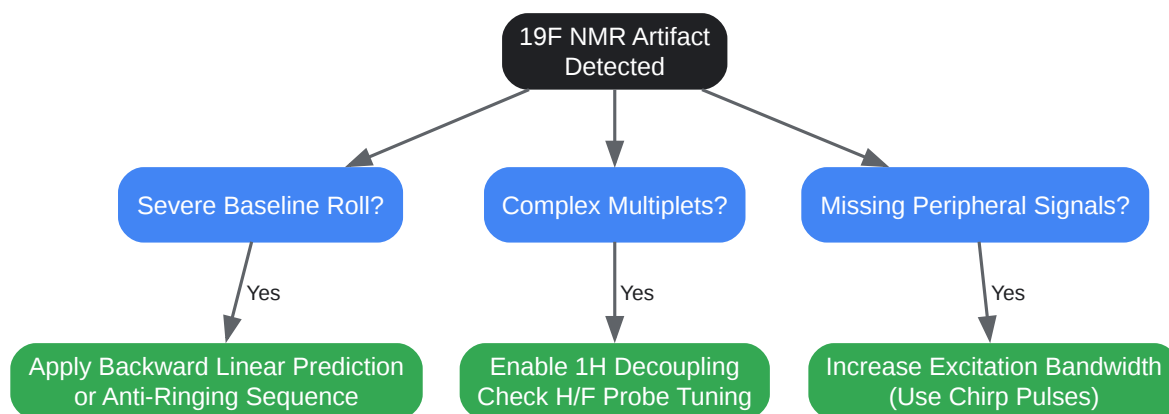 19F NMR Artifact
Detected
Severe Baseline Roll?
Complex Multiplets?
Missing Peripheral Signals?
Yes
Yes
Yes
Apply Backward Linear Prediction
or Anti-Ringing Sequence
Enable 1H Decoupling
Check H/F Probe Tuning
Increase Excitation Bandwidth
(Use Chirp Pulses)